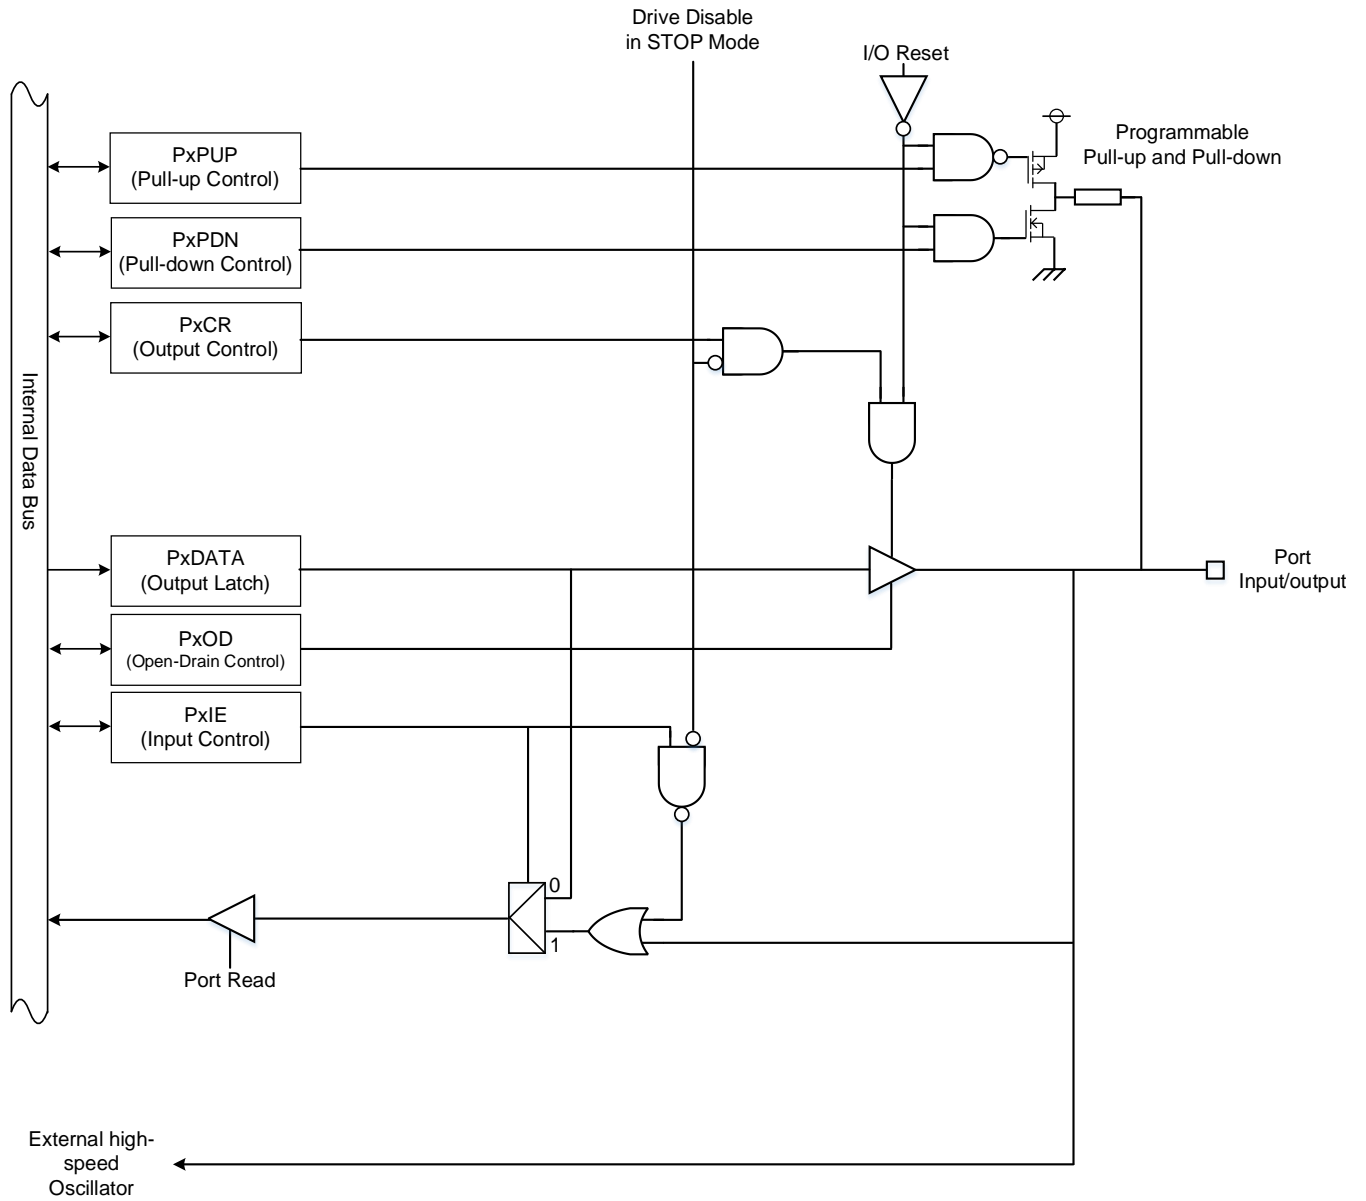 Drive Disable
in STOP Mode
I/O Reset
Programmable
Pull-up and Pull-down
PxPUP
(Pull-up Control)
PxPDN
(Pull-down Control)
PxCR
(Output Control)
Internal Data Bus
PxDATA
(Output Latch)
Port
Input/output
PxOD
(Open-Drain Control)
PxIE
(Input Control)
0
1
Port Read
External high-
speed
Oscillator